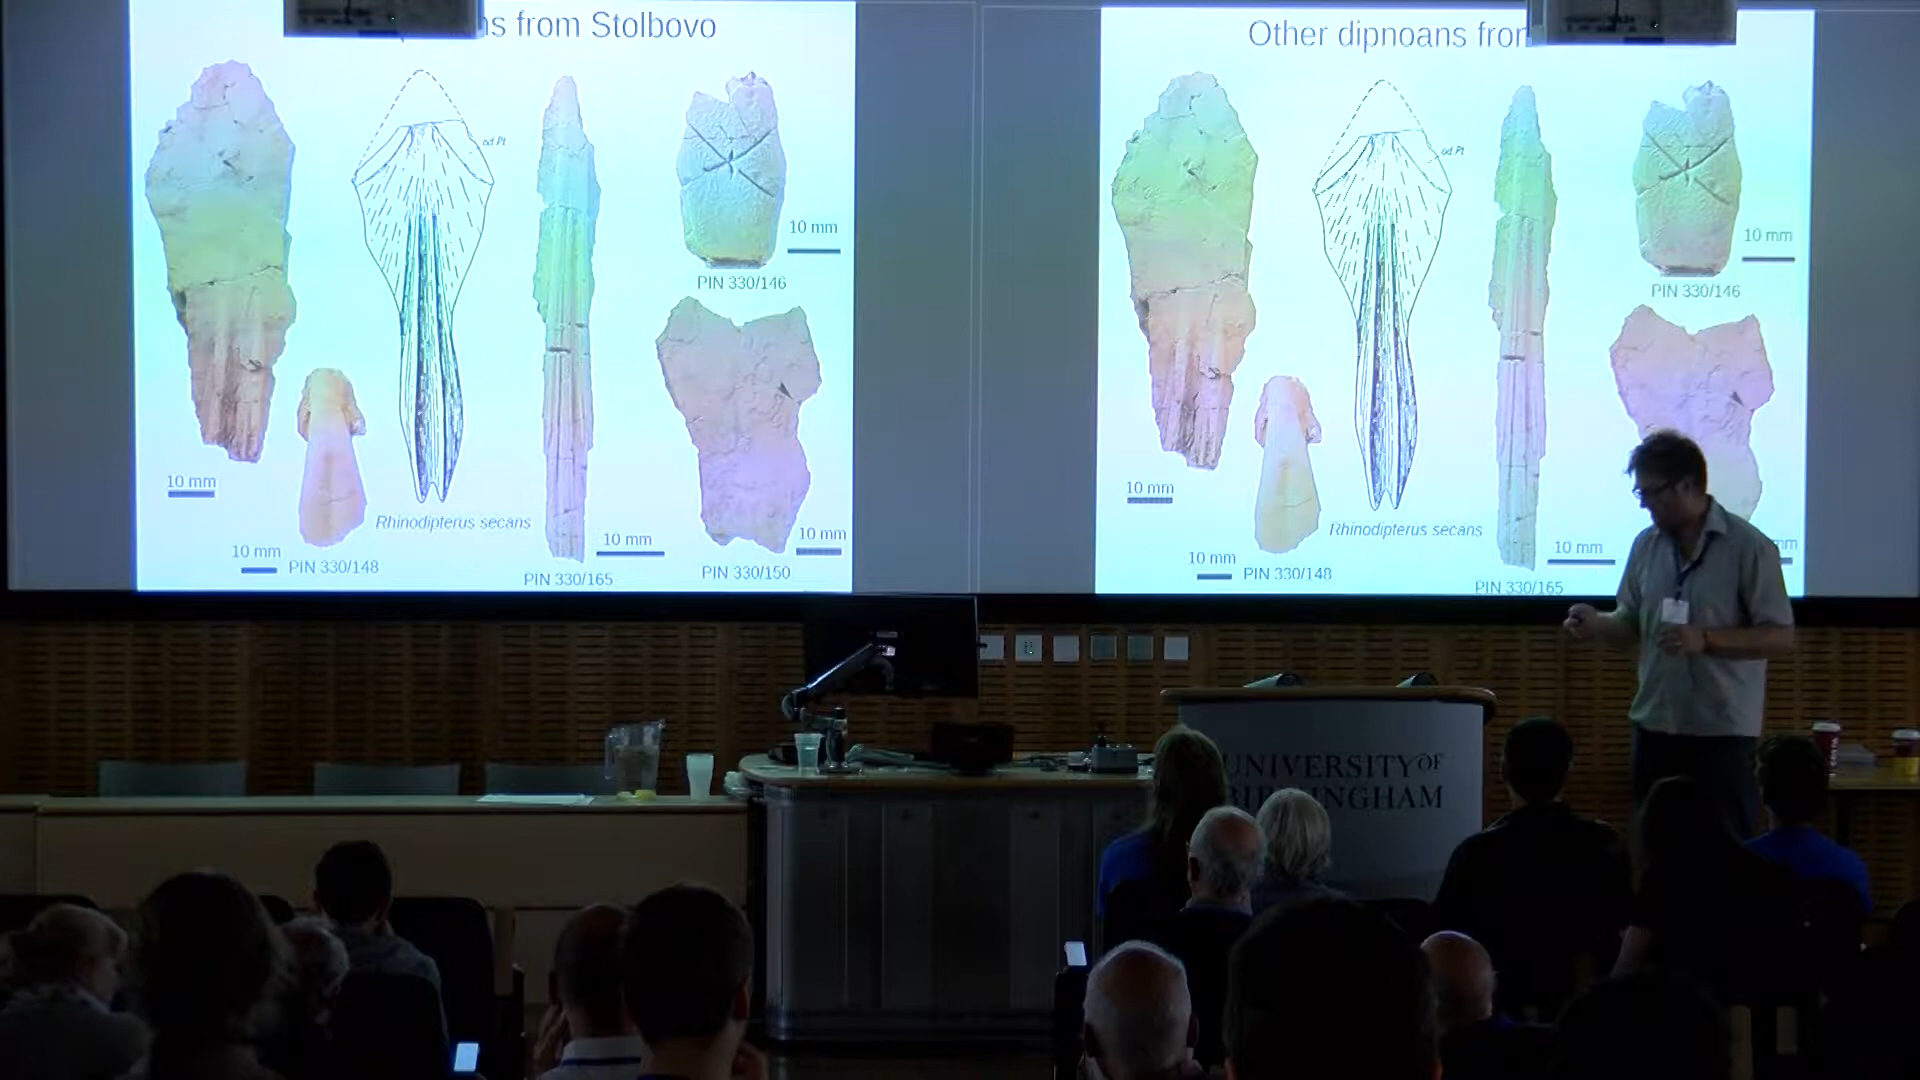 ns from Stolbovo
od Pt
10 mm
PIN 330/146
10 mm
Rhinodipterus secans
10 mm
PIN 330/148
10 mm
PIN 330/165
10 mm
PIN 330/150
Other dipnoans from
od Pt
10 mm
PIN 330/146
10 mm
Rhinodipterus secans
10 mm
PIN 330/148
10 mm
PIN 330/165
mm
UNIVERSITY OF
BIRMINGHAM